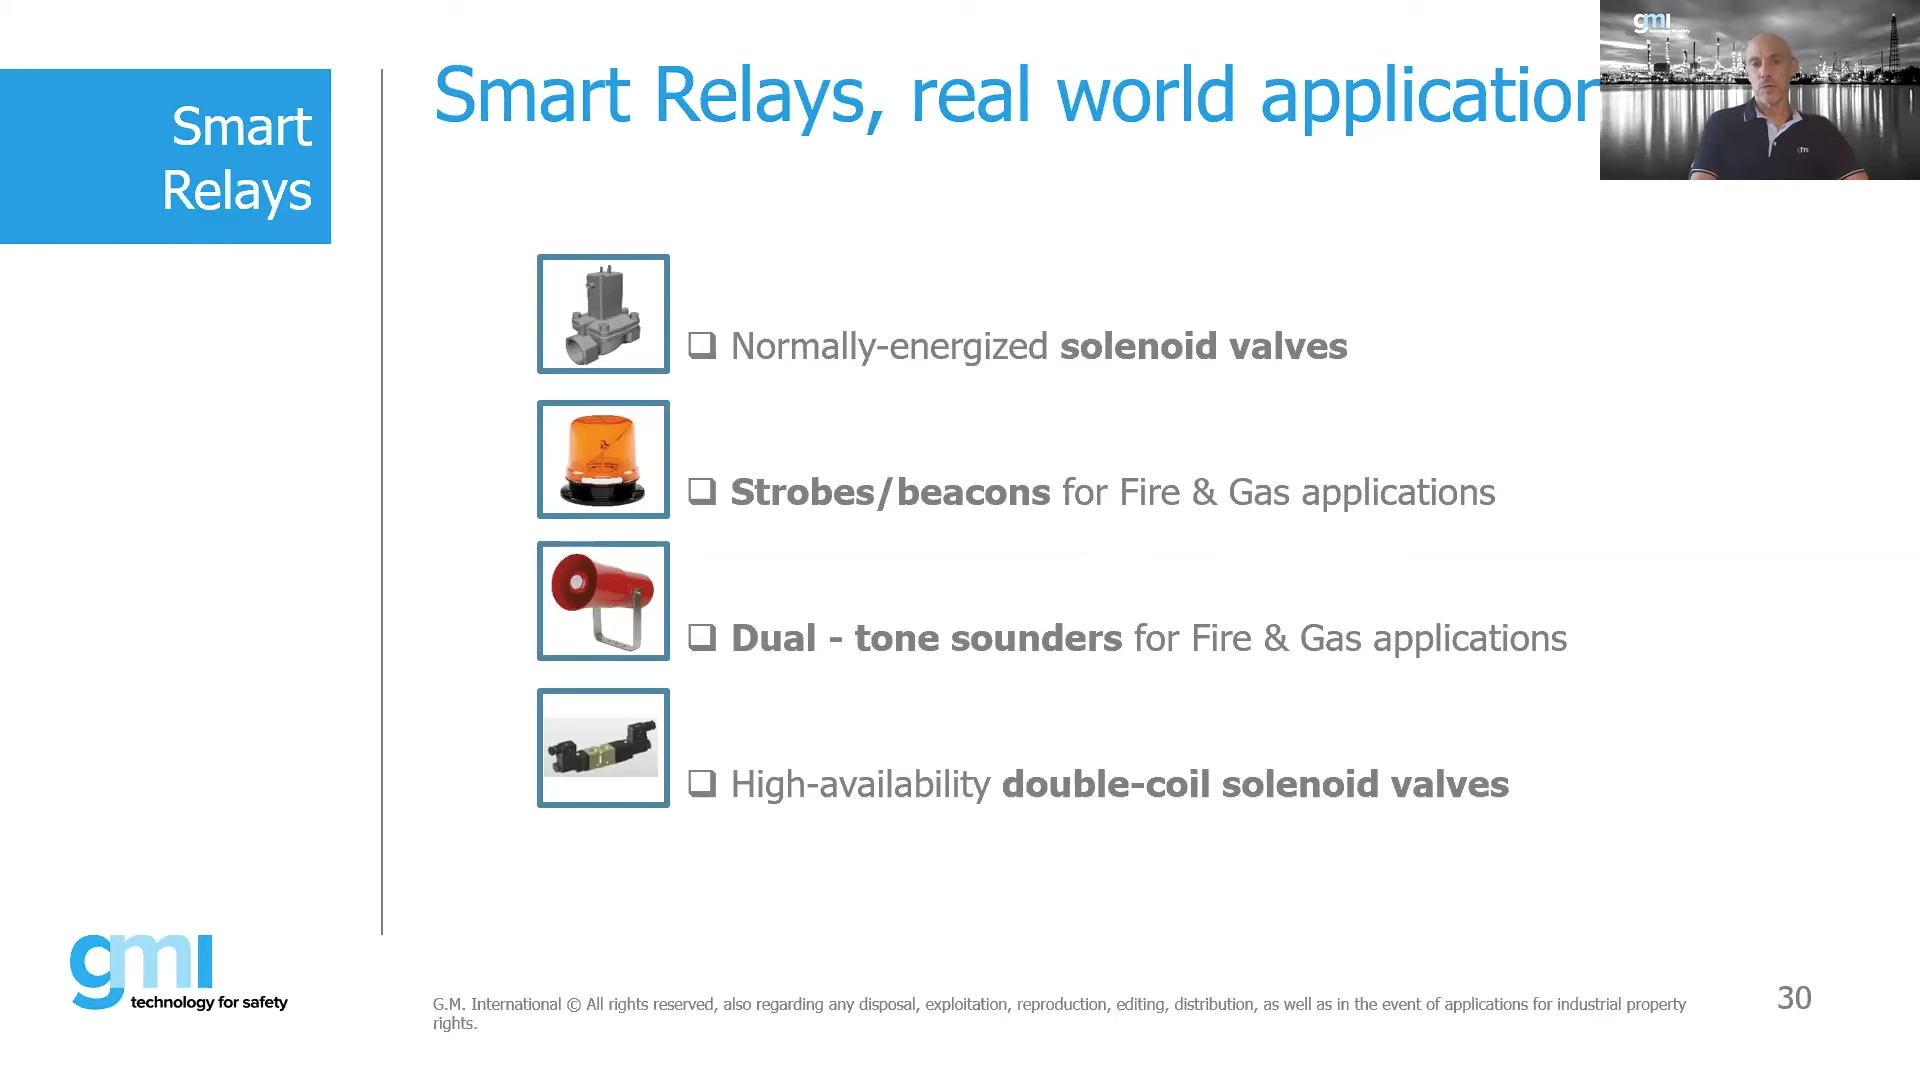 Smart
Relays
Smart Relays, real world application
gmi
Normally-energized solenoid valves
Strobes/beacons for Fire & Gas applications
Dual - tone sounders for Fire & Gas applications
High-availability double-coil solenoid valves
gmi
technology for safety
G.M. International © All rights reserved, also regarding any disposal, exploitation, reproduction, editing, distribution, as well as in the event of applications for industrial property
rights.
30